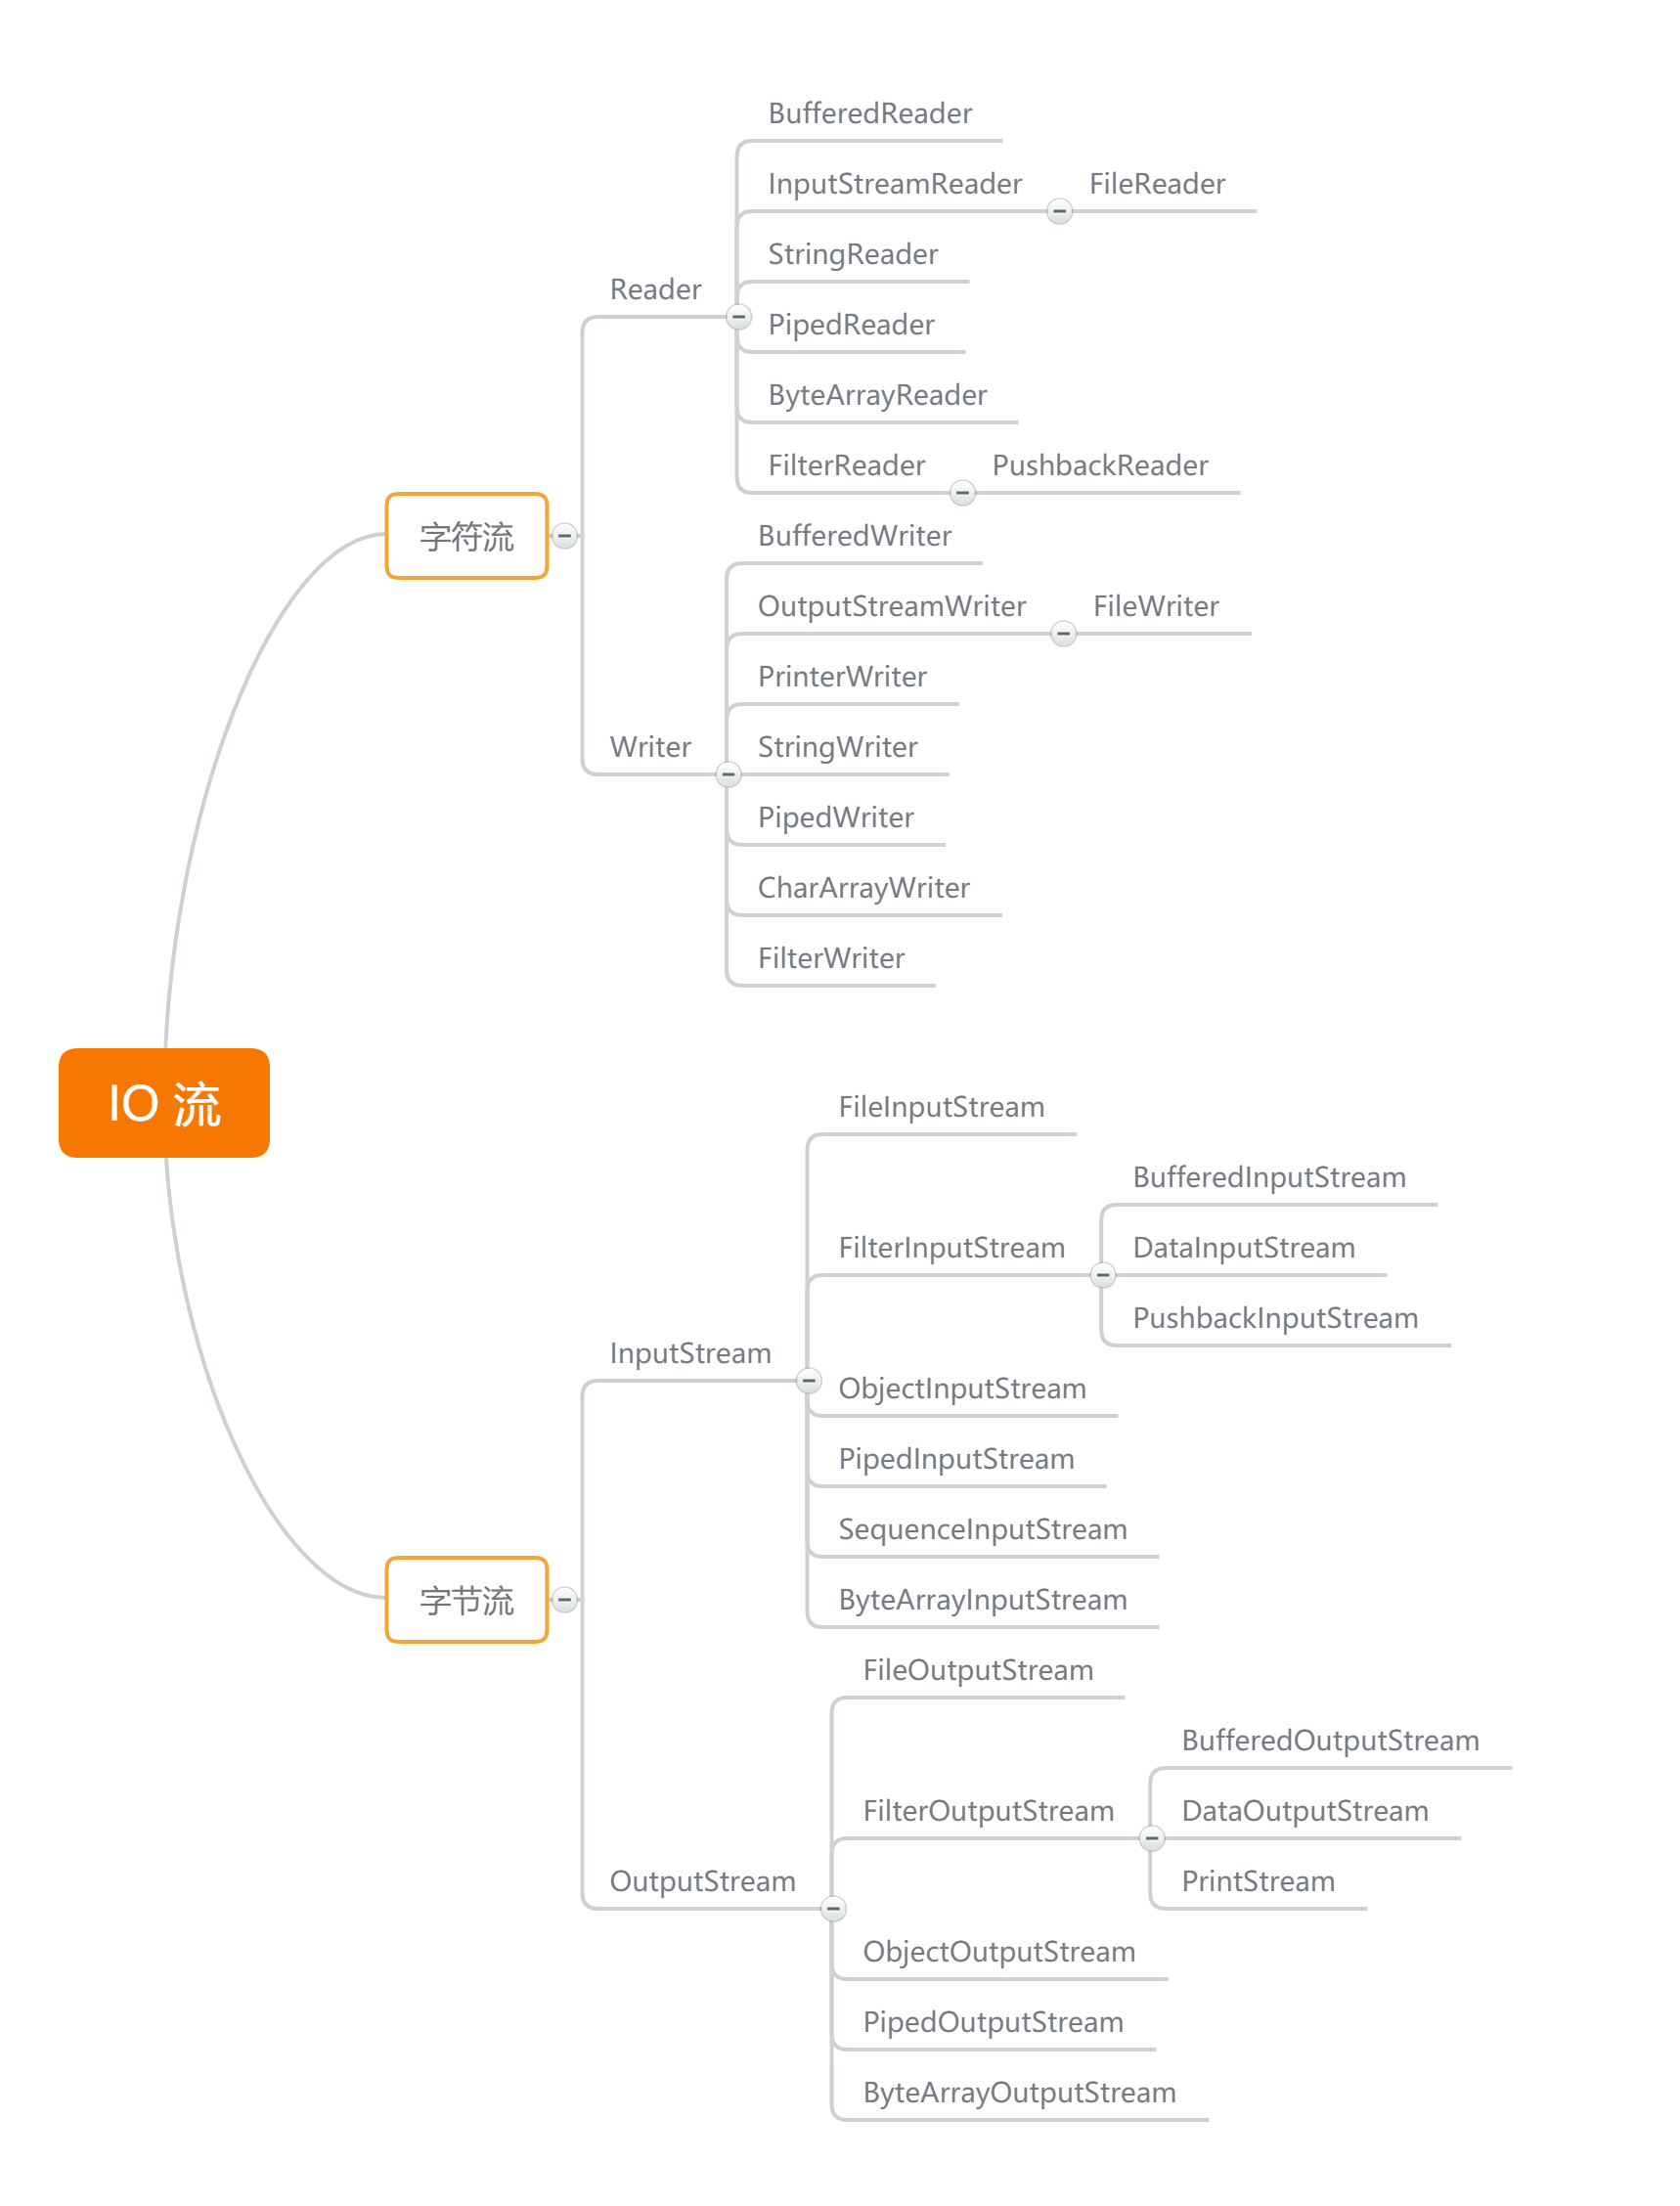 BufferedReader
InputStreamReader
FileReader
StringReader
Reader
PipedReader
ByteArrayReader
FilterReader
PushbackReader
字符流
BufferedWriter
OutputStreamWriter
FileWriter
PrinterWriter
Writer
StringWriter
PipedWriter
CharArrayWriter
FilterWriter
IO 流
FileInputStream
BufferedInputStream
FilterInputStream
DataInputStream
PushbackInputStream
InputStream
ObjectInputStream
PipedInputStream
SequenceInputStream
字节流
ByteArrayInputStream
FileOutputStream
BufferedOutputStream
FilterOutputStream
DataOutputStream
OutputStream
PrintStream
ObjectOutputStream
PipedOutputStream
ByteArrayOutputStream